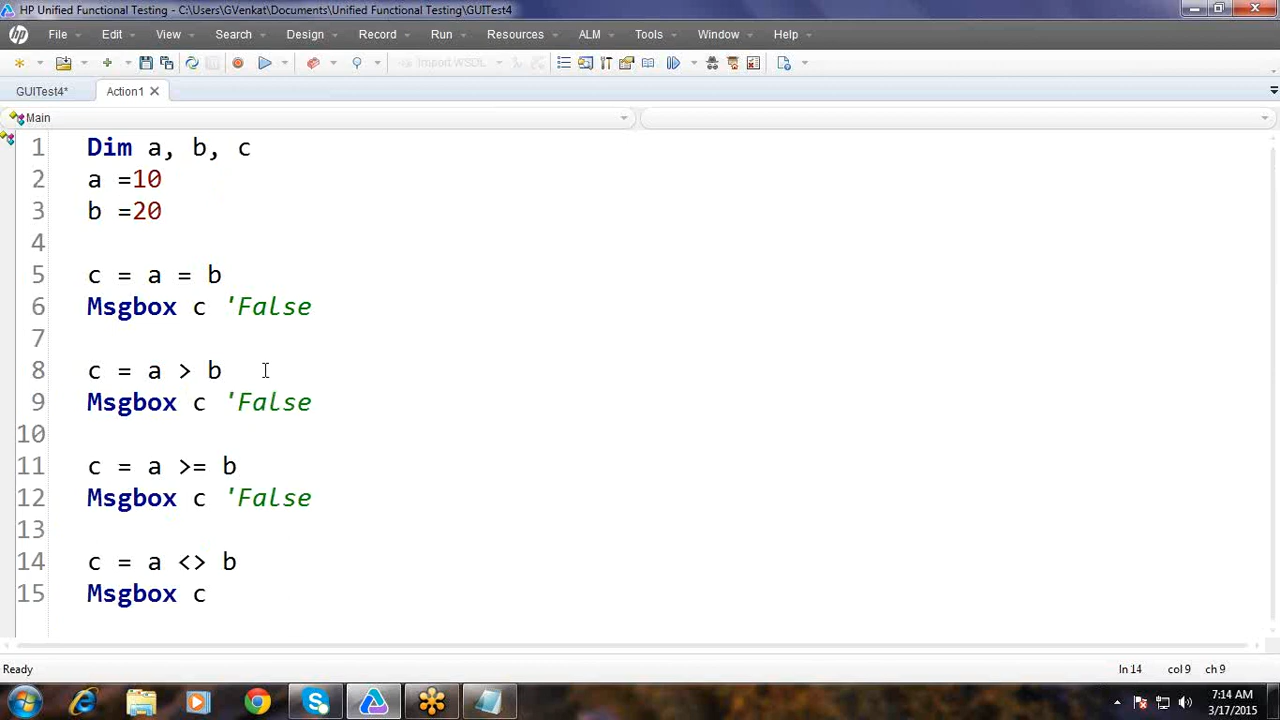 HP Unified Functional Testing - C:\Users\GVenkat\Documents\Unified Functional Testing\GUITest4
hp File Edit View Search Design Record Run Resources ALM Tools Window Help
Import WSDL
GUITest4* Action1
Main
1 Dim a, b, c
2 a =10
3 b =20
4
5 c = a = b
6 Msgbox c 'False
7
8 c = a > b
9 Msgbox c 'False
10
11 c = a >= b
12 Msgbox c 'False
13
14 c = a <> b
15 Msgbox c
Ready Ln 14 col 9 ch 9
7:14 AM
3/17/2015